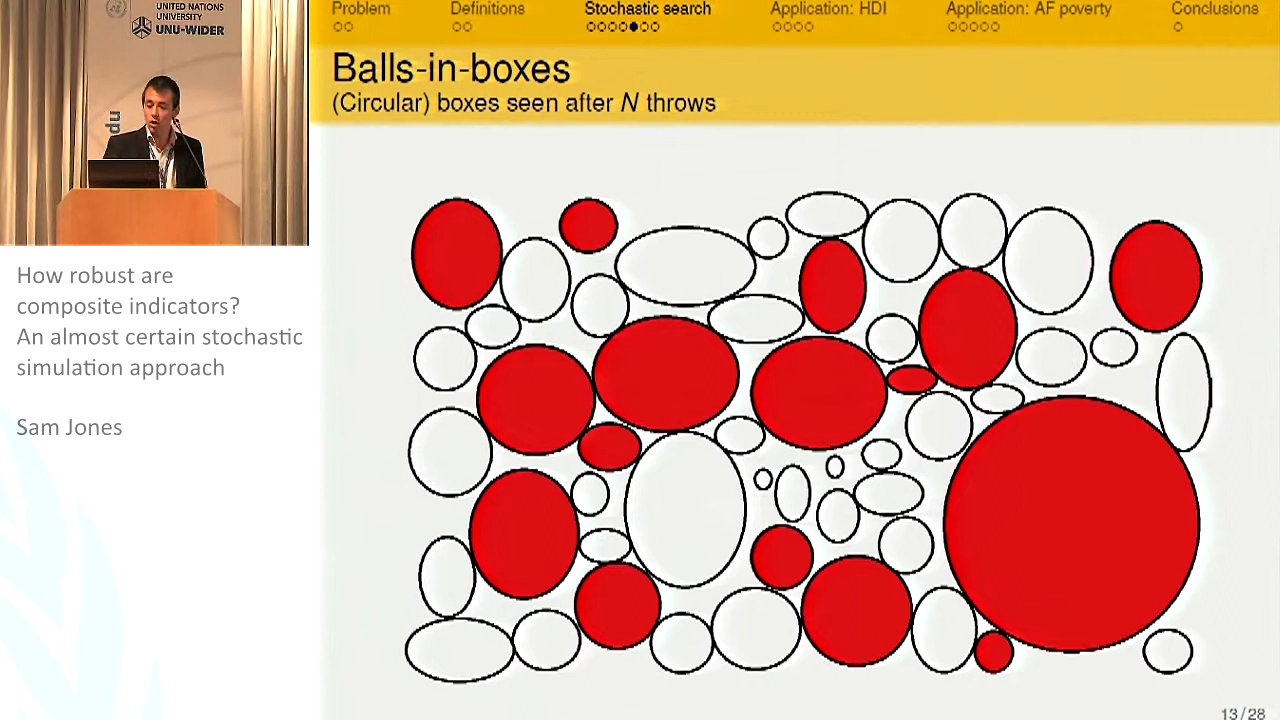 UNITED NATIONS
UNIVERSITY
UNU-WIDER
du
How robust are
composite indicators?
An almost certain stochastic
simulation approach
Sam Jones
Problem
Definitions
Stochastic search
Application: HDI
Application: AF poverty
Conclusions
Balls-in-boxes
(Circular) boxes seen after N throws
13/28